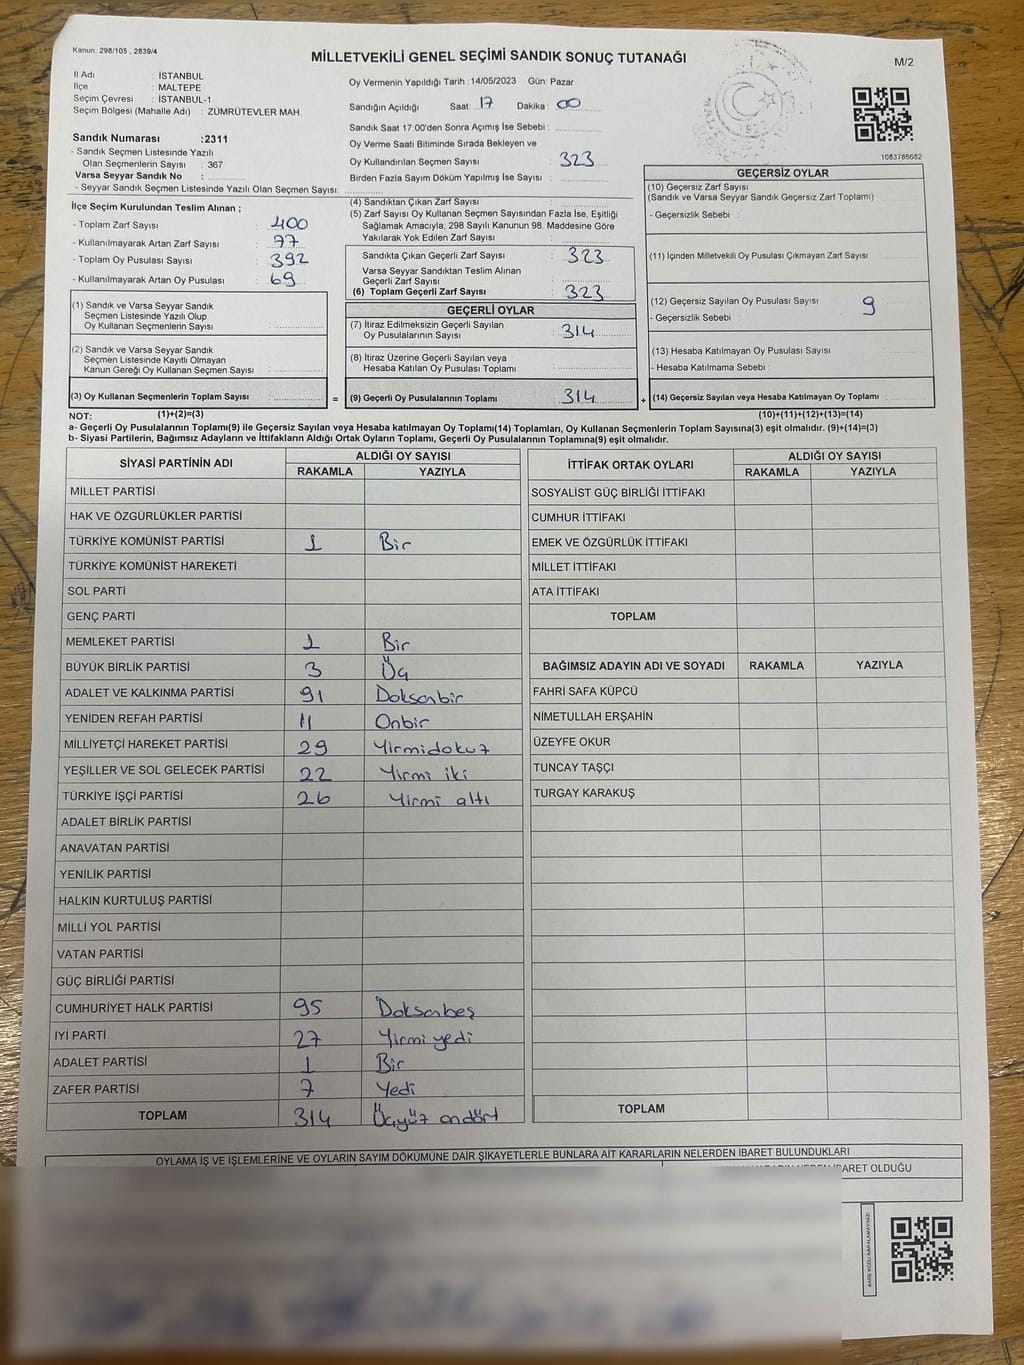 Kanun: 298/105 , 2839/4
MİLLETVEKİLİ GENEL SEÇİMİ SANDIK SONUÇ TUTANAĞI
M/2
İl Adı : İSTANBUL
İlçe : MALTEPE
Seçim Çevresi : İSTANBUL-1
Seçim Bölgesi (Mahalle Adı) : ZÜMRÜTEVLER MAH.
Sandık Numarası :2311
- Sandık Seçmen Listesinde Yazılı
Olan Seçmenlerin Sayısı : 367
Varsa Seyyar Sandık No :
- Seyyar Sandık Seçmen Listesinde Yazılı Olan Seçmen Sayısı:
Oy Vermenin Yapıldığı Tarih :14/05/2023 Gün: Pazar
Sandığın Açıldığı Saat: 17 Dakika: 00
Sandık Saat 17:00'den Sonra Açımış İse Sebebi :
Oy Verme Saati Bitiminde Sırada Bekleyen ve
Oy Kullandırılan Seçmen Sayısı : 323
Birden Fazla Sayım Döküm Yapılmış İse Sayısı :
1083786682
İlçe Seçim Kurulundan Teslim Alınan ;
- Toplam Zarf Sayısı : 400
- Kullanılmayarak Artan Zarf Sayısı : 77
- Toplam Oy Pusulası Sayısı : 392
- Kullanılmayarak Artan Oy Pusulası : 69
(1) Sandık ve Varsa Seyyar Sandık
Seçmen Listesinde Yazılı Olup
Oy Kullanan Seçmenlerin Sayısı :
(2) Sandık ve Varsa Seyyar Sandık
Seçmen Listesinde Kayıtlı Olmayan
Kanun Gereği Oy Kullanan Seçmen Sayısı :
(3) Oy Kullanan Seçmenlerin Toplam Sayısı : =
(4) Sandıktan Çıkan Zarf Sayısı :
(5) Zarf Sayısı Oy Kullanan Seçmen Sayısından Fazla İse, Eşitliği
Sağlamak Amacıyla; 298 Sayılı Kanunun 98. Maddesine Göre
Yakılarak Yok Edilen Zarf Sayısı :
Sandıkta Çıkan Geçerli Zarf Sayısı : 323
Varsa Seyyar Sandıktan Teslim Alınan
Geçerli Zarf Sayısı :
(6) Toplam Geçerli Zarf Sayısı : 323
GEÇERLİ OYLAR
(7) İtiraz Edilmeksizin Geçerli Sayılan
Oy Pusulalarının Sayısı : 314
(8) İtiraz Üzerine Geçerli Sayılan veya
Hesaba Katılan Oy Pusulası Toplamı :
(9) Geçerli Oy Pusulalarının Toplamı : 314 +
GEÇERSİZ OYLAR
(10) Geçersiz Zarf Sayısı
(Sandık ve Varsa Seyyar Sandık Geçersiz Zarf Toplamı) :
- Geçersizlik Sebebi :
(11) İçinden Milletvekili Oy Pusulası Çıkmayan Zarf Sayısı :
(12) Geçersiz Sayılan Oy Pusulası Sayısı : 9
- Geçersizlik Sebebi :
(13) Hesaba Katılmayan Oy Pusulası Sayısı :
- Hesaba Katılmama Sebebi
(14) Geçersiz Sayılan veya Hesaba Katılmayan Oy Toplamı :
NOT: (1)+(2)=(3) (10)+(11)+(12)+(13)=(14)
a- Geçerli Oy Pusulalarının Toplamı(9) ile Geçersiz Sayılan veya Hesaba katılmayan Oy Toplamı(14) Toplamları, Oy Kullanan Seçmenlerin Toplam Sayısına(3) eşit olmalıdır. (9)+(14)=(3)
b- Siyasi Partilerin, Bağımsız Adayların ve İttifakların Aldığı Ortak Oyların Toplamı, Geçerli Oy Pusulalarının Toplamına(9) eşit olmalıdır.
SİYASİ PARTİNİN ADI ALDIĞI OY SAYISI
RAKAMLA YAZIYLA
MİLLET PARTİSİ
HAK VE ÖZGÜRLÜKLER PARTİSİ
TÜRKİYE KOMÜNİST PARTİSİ 1 Bir
TÜRKİYE KOMÜNİST HAREKETİ
SOL PARTİ
GENÇ PARTİ
MEMLEKET PARTİSİ 1 Bir
BÜYÜK BİRLİK PARTİSİ 3 Üç
ADALET VE KALKINMA PARTİSİ 91 Doksanbir
YENİDEN REFAH PARTİSİ 11 Onbir
MİLLİYETÇİ HAREKET PARTİSİ 29 Yirmidokuz
YEŞİLLER VE SOL GELECEK PARTİSİ 22 Yirmi iki
TÜRKİYE İŞÇİ PARTİSİ 26 Yirmi altı
ADALET BİRLİK PARTİSİ
ANAVATAN PARTİSİ
YENİLİK PARTİSİ
HALKIN KURTULUŞ PARTİSİ
MİLLİ YOL PARTİSİ
VATAN PARTİSİ
GÜÇ BİRLİĞİ PARTİSİ
CUMHURİYET HALK PARTİSİ 95 Doksanbeş
İYİ PARTİ 27 Yirmi yedi
ADALET PARTİSİ 1 Bir
ZAFER PARTİSİ 7 Yedi
TOPLAM 314 Üçyüz ondört
İTTİFAK ORTAK OYLARI ALDIĞI OY SAYISI
RAKAMLA YAZIYLA
SOSYALİST GÜÇ BİRLİĞİ İTTİFAKI
CUMHUR İTTİFAKI
EMEK VE ÖZGÜRLÜK İTTİFAKI
MİLLET İTTİFAKI
ATA İTTİFAKI
TOPLAM
BAĞIMSIZ ADAYIN ADI VE SOYADI RAKAMLA YAZIYLA
FAHRİ SAFA KÜPCÜ
NİMETULLAH ERŞAHİN
ÜZEYFE OKUR
TUNCAY TAŞÇI
TURGAY KARAKUŞ
TOPLAM
OYLAMA İŞ VE İŞLEMLERİNE VE OYLARIN SAYIM DÖKÜMÜNE DAİR ŞİKAYETLERLE BUNLARA AİT KARARLARIN NELERDEN İBARET BULUNDUKLARI
İBARET OLDUĞU
KARE KODU KARALAMAYINIZ!